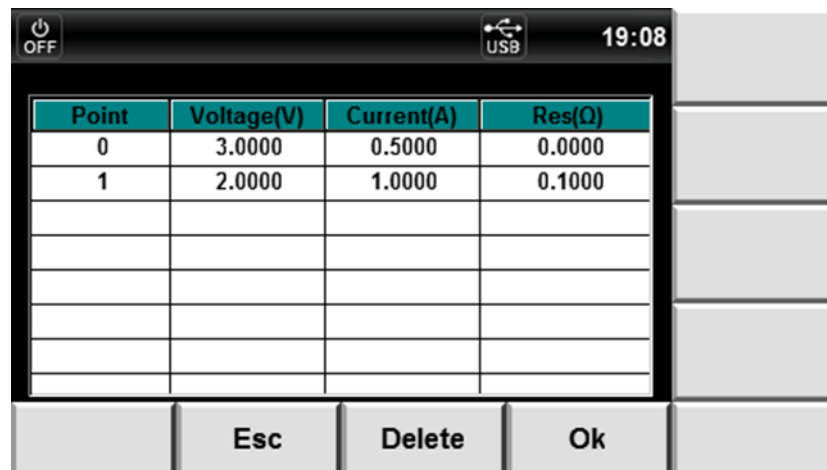 OFF USB 19:08
Point Voltage(V) Current(A) Res(Ω)
0 3.0000 0.5000 0.0000
1 2.0000 1.0000 0.1000
Esc Delete Ok